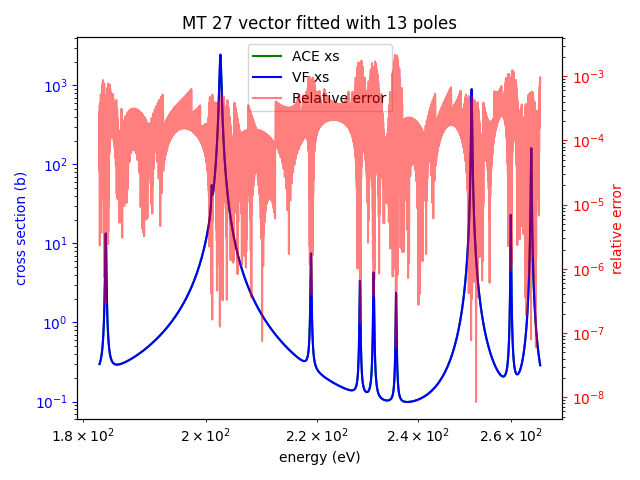 MT 27 vector fitted with 13 poles
ACE xs
VF xs
Relative error
cross section (b)
10³
10²
10¹
10⁰
10⁻¹
relative error
10⁻³
10⁻⁴
10⁻⁵
10⁻⁶
10⁻⁷
10⁻⁸
1.8 × 10² 2 × 10² 2.2 × 10² 2.4 × 10² 2.6 × 10²
energy (eV)